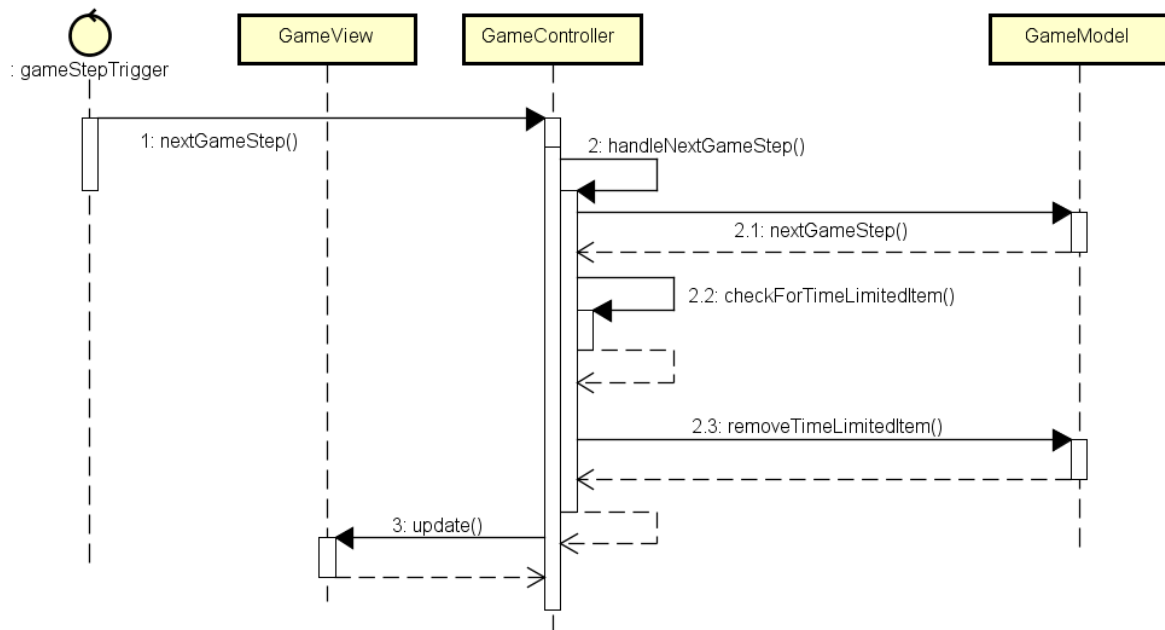 GameView
GameController
GameModel
: gameStepTrigger
1: nextGameStep()
2: handleNextGameStep()
2.1: nextGameStep()
2.2: checkForTimeLimitedItem()
2.3: removeTimeLimitedItem()
3: update()